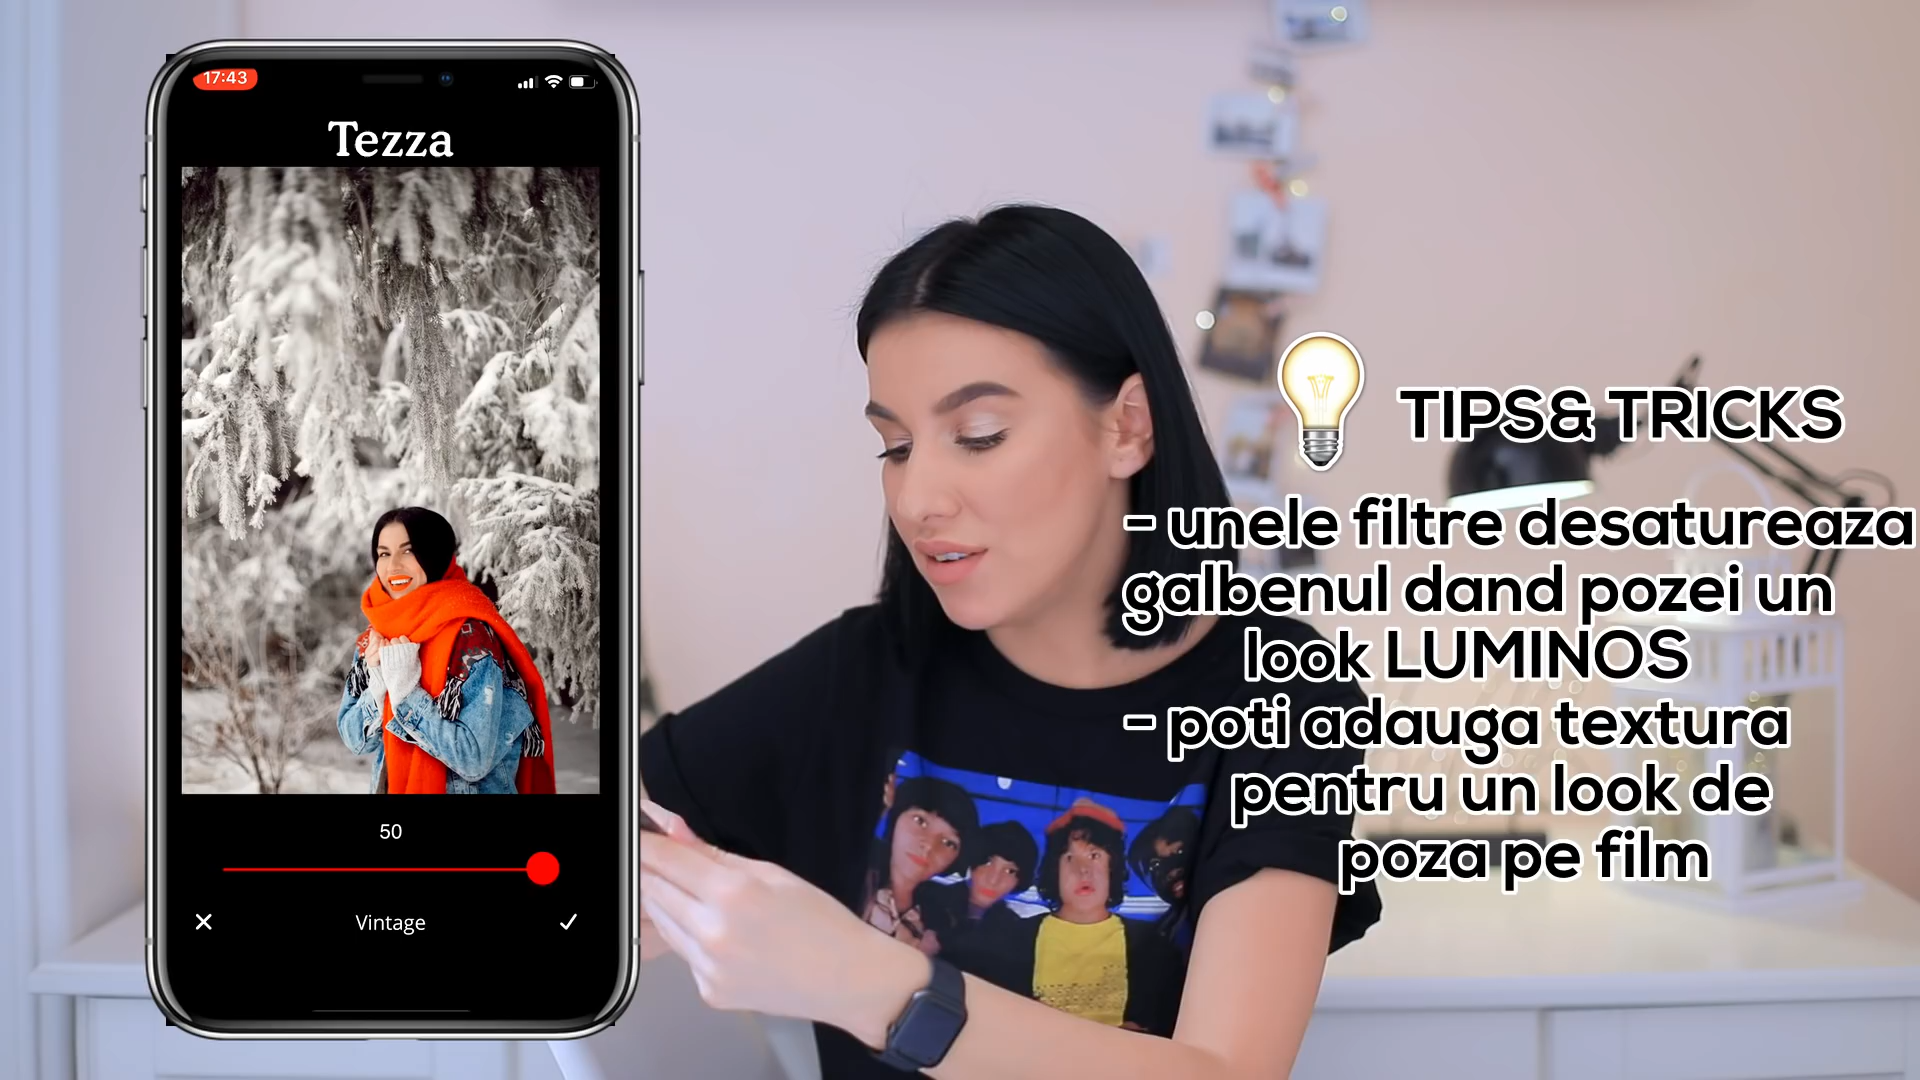 17:43
Tezza
50
Vintage
TIPS& TRICKS
- unele filtre desatureaza
galbenul dand pozei un
look LUMINOS
- poti adauga textura
pentru un look de
poza pe film